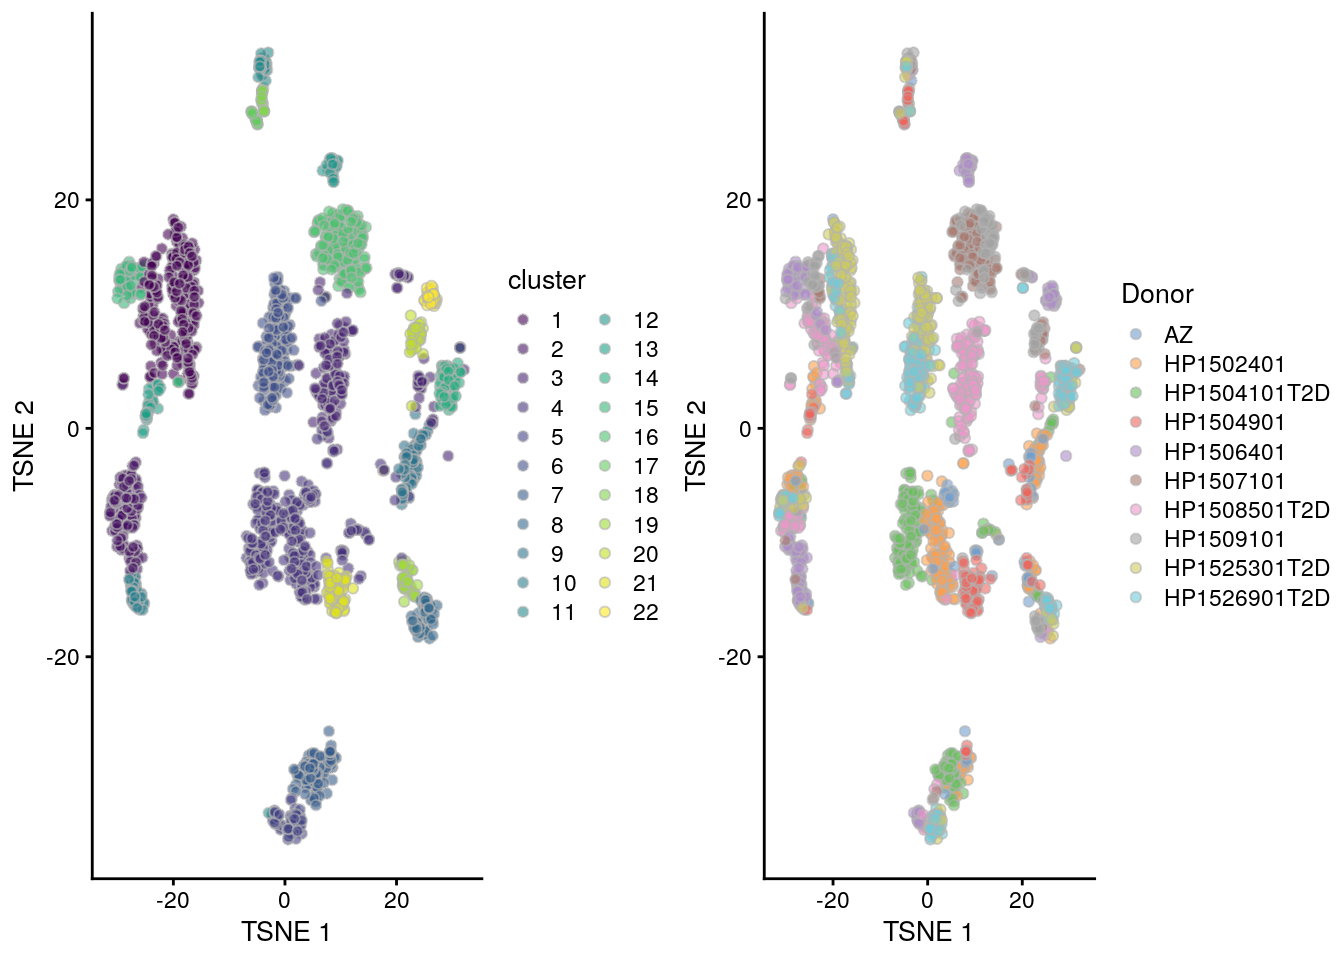 TSNE 2
20
0
-20
-20
0
20
TSNE 1
cluster
1
2
3
4
5
6
7
8
9
10
11
12
13
14
15
16
17
18
19
20
21
22
TSNE 2
20
0
-20
-20
0
20
TSNE 1
Donor
AZ
HP1502401
HP1504101T2D
HP1504901
HP1506401
HP1507101
HP1508501T2D
HP1509101
HP1525301T2D
HP1526901T2D